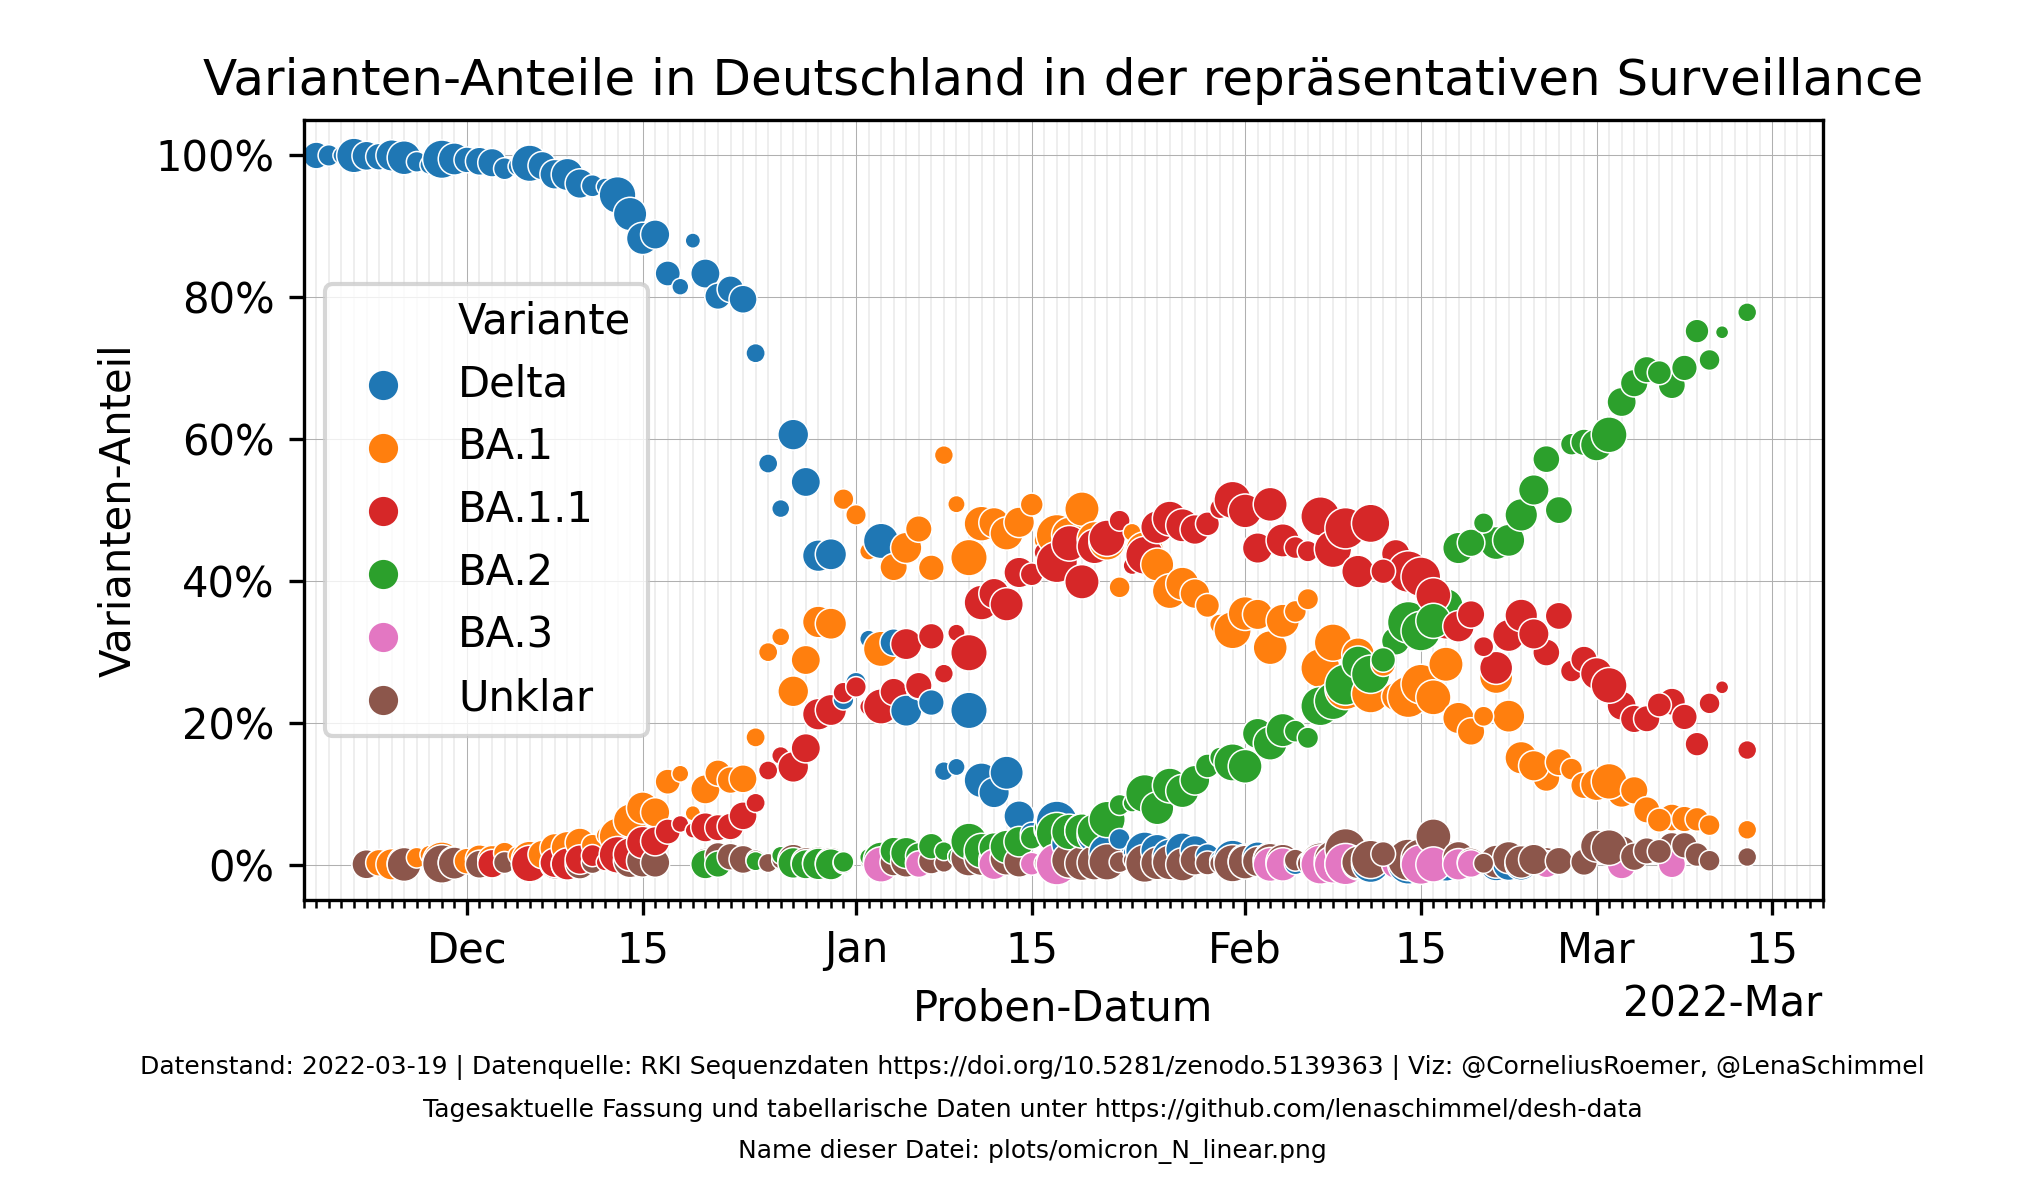 Varianten-Anteile in Deutschland in der repräsentativen Surveillance
Varianten-Anteil
100%
80%
60%
40%
20%
0%
Variante
Delta
BA.1
BA.1.1
BA.2
BA.3
Unklar
Dec 15 Jan 15 Feb 15 Mar 15
Proben-Datum
2022-Mar
Datenstand: 2022-03-19 | Datenquelle: RKI Sequenzdaten https://doi.org/10.5281/zenodo.5139363 | Viz: @CorneliusRoemer, @LenaSchimmel
Tagesaktuelle Fassung und tabellarische Daten unter https://github.com/lenaschimmel/desh-data
Name dieser Datei: plots/omicron_N_linear.png